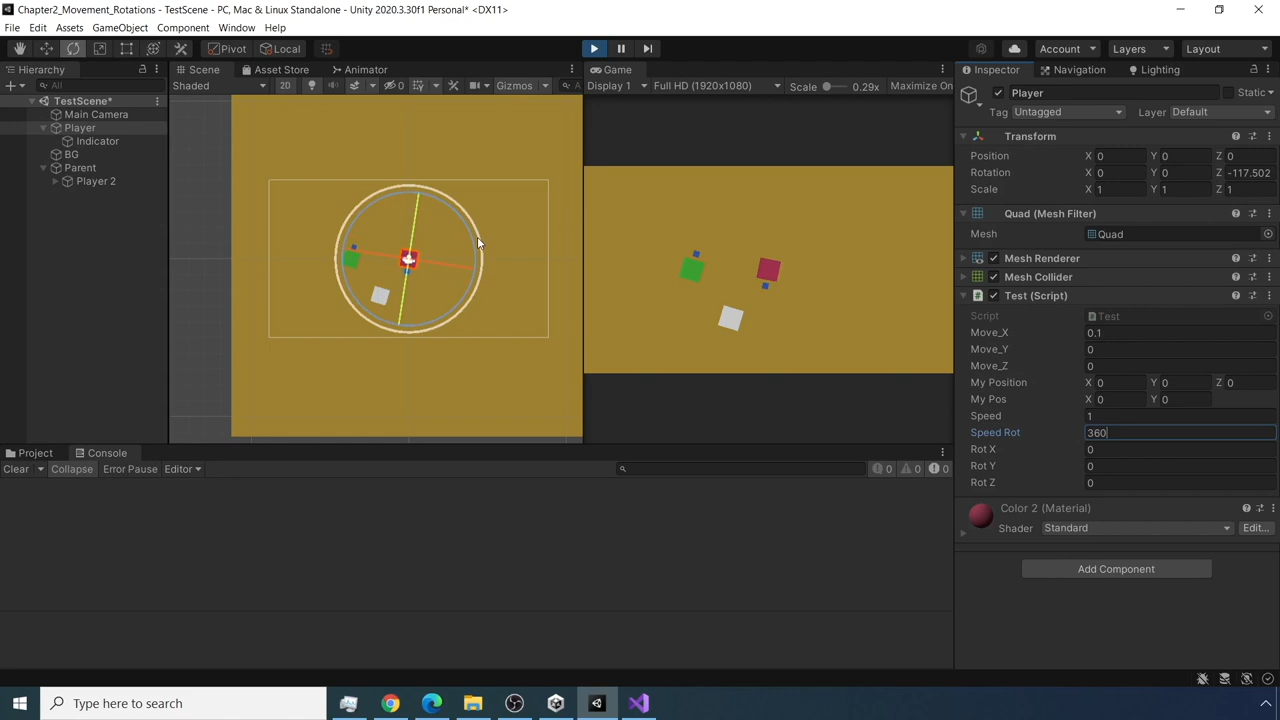 Chapter2_Movement_Rotations - TestScene - PC, Mac & Linux Standalone - Unity 2020.3.30f1 Personal* <DX11>
File Edit Assets GameObject Component Window Help
Pivot Local Account Layers Layout
Hierarchy Scene Asset Store Animator Game Inspector Navigation Lighting
All Shaded 2D 0 Gizmos A Display 1 Full HD (1920x1080) Scale 0.29x Maximize On Player Static
TestScene*
Main Camera
Tag Untagged Layer Default
Player
Indicator
BG
Parent
Player 2
Transform
Position X 0 Y 0 Z 0
Rotation X 0 Y 0 Z -117.502
Scale X 1 Y 1 Z 1
Quad (Mesh Filter)
Mesh Quad
Mesh Renderer
Mesh Collider
Test (Script)
Script Test
Move_X 0.1
Move_Y 0
Move_Z 0
My Position X 0 Y 0 Z 0
My Pos X 0 Y 0
Speed 1
Speed Rot 360
Rot X 0
Rot Y 0
Rot Z 0
Project Console
Clear Collapse Error Pause Editor 0 0 0
Color 2 (Material)
Shader Standard Edit...
Add Component
Type here to search